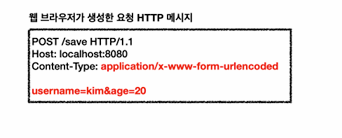 웹 브라우저가 생성한 요청 HTTP 메시지
POST /save HTTP/1.1
Host: localhost:8080
Content-Type: application/x-www-form-urlencoded
username=kim&age=20